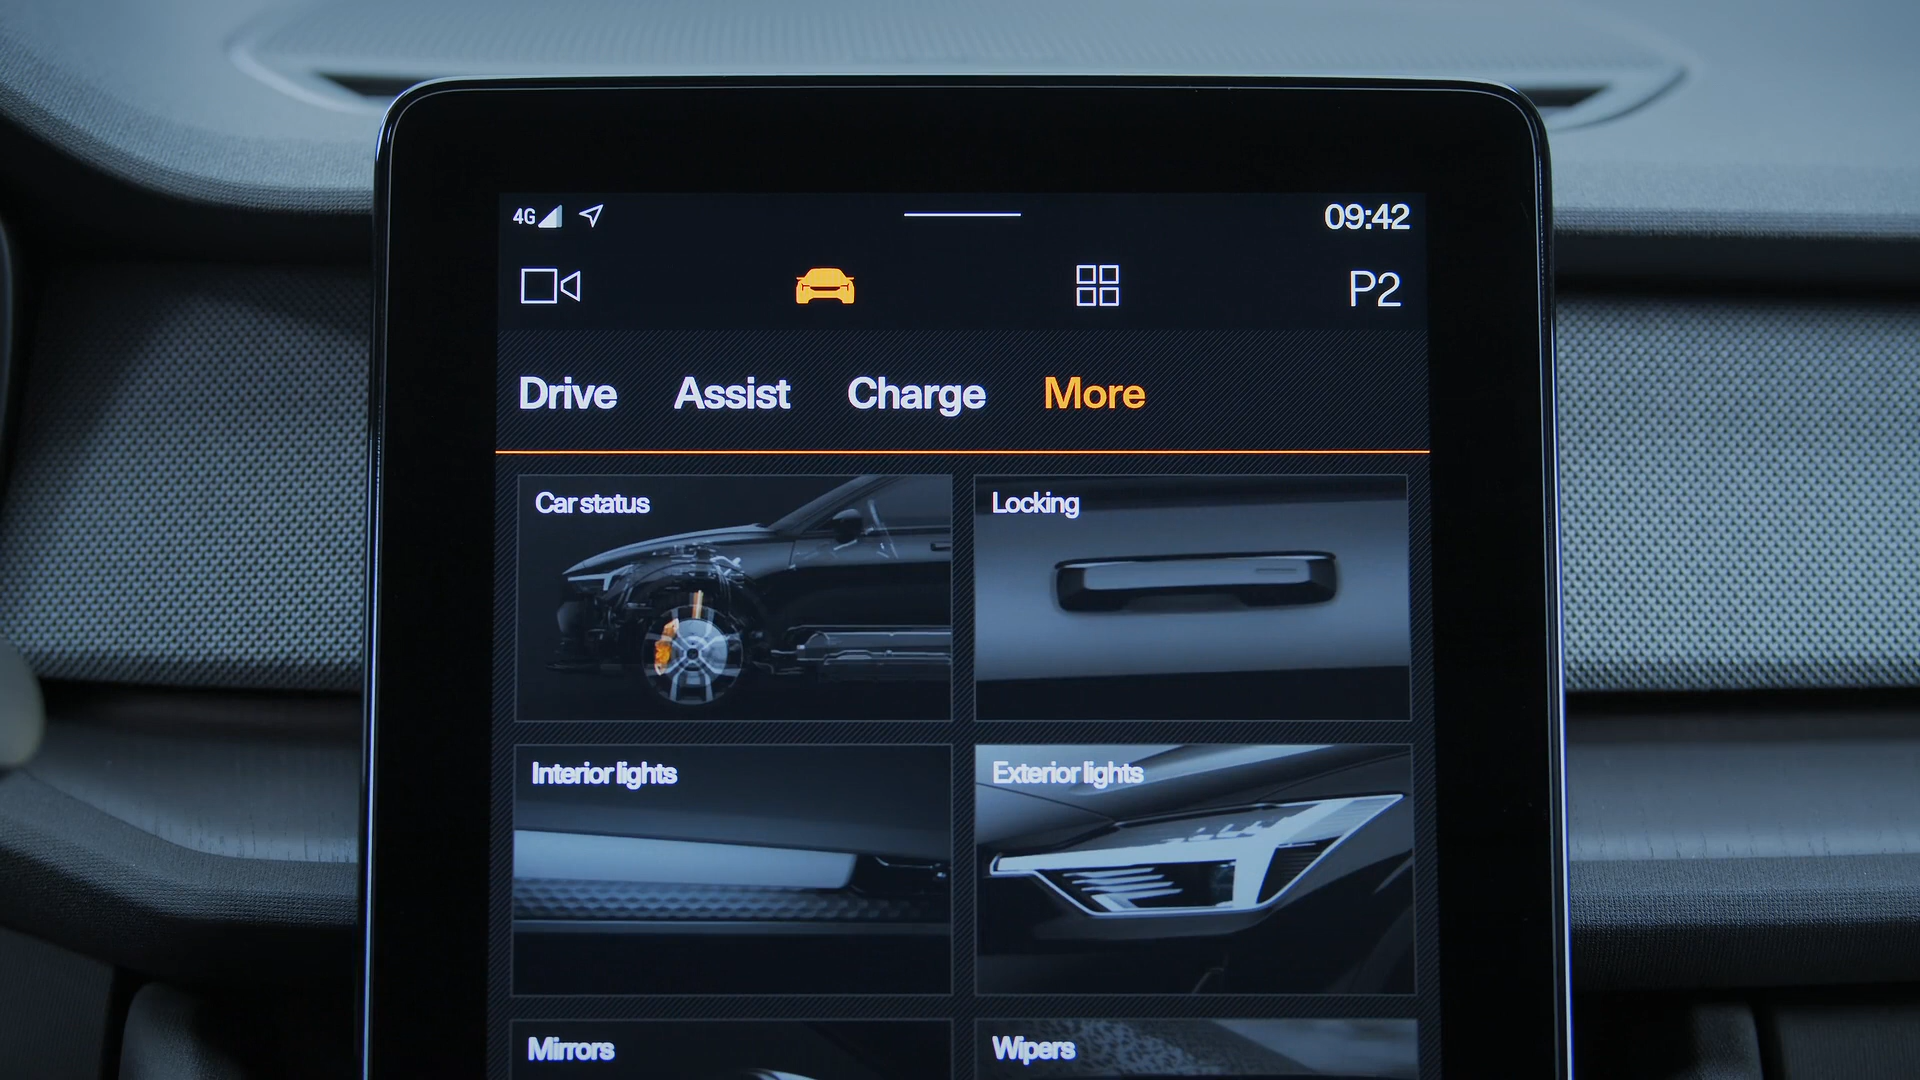 4G 09:42
P2
Drive Assist Charge More
Car status Locking
Interior lights Exterior lights
Mirrors Wipers